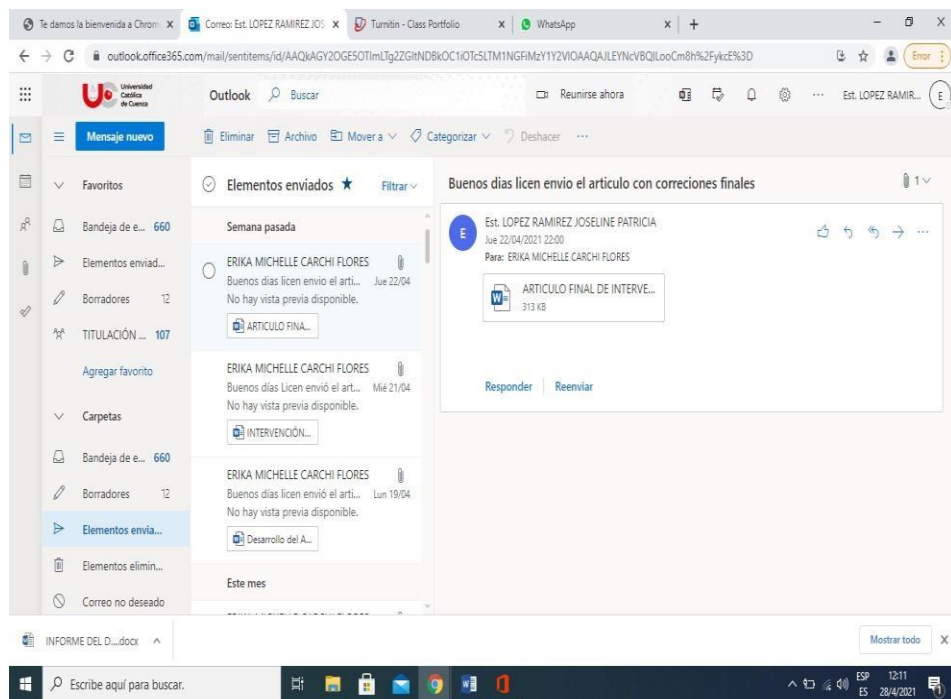 Te damos la bienvenida a Chrom
Correo: Est. LOPEZ RAMIREZ JOS
Turnitin - Class Portfolio
WhatsApp
Error
Universidad
Católica
de Cuenca
Outlook
Buscar
Reunirse ahora
Est. LOPEZ RAMIR...
E
Mensaje nuevo
Eliminar
Archivo
Mover a
Categorizar
Deshacer
Favoritos
Bandeja de e... 660
Elementos enviad...
Borradores 12
TITULACIÓN ... 107
Agregar favorito
Carpetas
Bandeja de e... 660
Borradores 12
Elementos envia...
Elementos elimin...
Correo no deseado
Elementos enviados
Filtrar
Semana pasada
ERIKA MICHELLE CARCHI FLORES
Buenos dias licen envio el arti... Jue 22/04
No hay vista previa disponible.
ARTICULO FINA...
ERIKA MICHELLE CARCHI FLORES
Buenos días Licen envió el art... Mié 21/04
No hay vista previa disponible.
INTERVENCIÓN...
ERIKA MICHELLE CARCHI FLORES
Buenos días licen envió el arti... Lun 19/04
No hay vista previa disponible.
Desarrollo del A...
Este mes
Buenos dias licen envio el articulo con correciones finales
1
E
Est. LOPEZ RAMIREZ JOSELINE PATRICIA
Jue 22/04/2021 22:00
Para: ERIKA MICHELLE CARCHI FLORES
ARTICULO FINAL DE INTERVE...
313 KB
Responder
Reenviar
INFORME DEL D....docx
Mostrar todo
Escribe aquí para buscar.
ESP
ES
12:11
28/4/2021